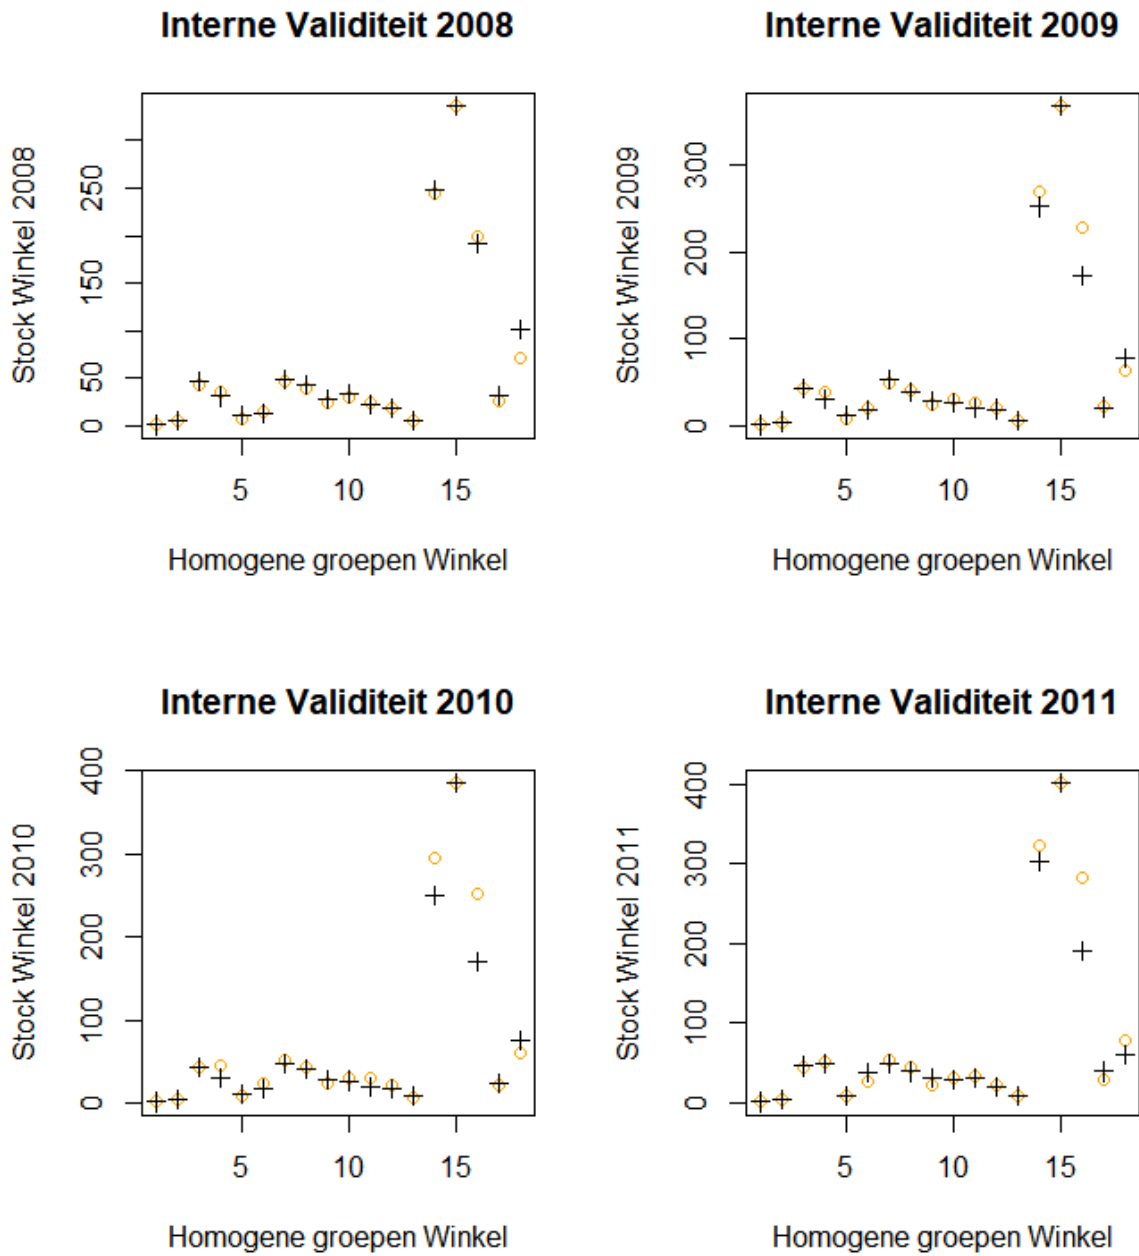 Interne Validiteit 2008
Stock Winkel 2008
0
50
150
250
5
10
15
Homogene groepen Winkel
Interne Validiteit 2009
Stock Winkel 2009
0
100
200
300
5
10
15
Homogene groepen Winkel
Interne Validiteit 2010
Stock Winkel 2010
0
100
200
300
400
5
10
15
Homogene groepen Winkel
Interne Validiteit 2011
Stock Winkel 2011
0
100
200
300
400
5
10
15
Homogene groepen Winkel